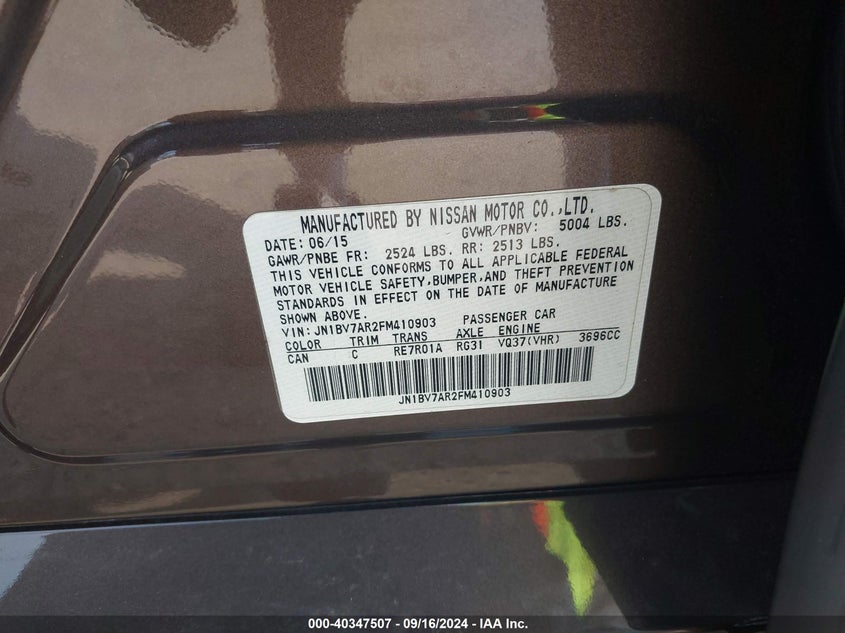 MANUFACTURED BY NISSAN MOTOR CO.,LTD.
DATE: 06/15 GVWR/PNBV: 5004 LBS.
GAWR/PNBE FR: 2524 LBS. RR: 2513 LBS.
THIS VEHICLE CONFORMS TO ALL APPLICABLE FEDERAL
MOTOR VEHICLE SAFETY,BUMPER,AND THEFT PREVENTION
STANDARDS IN EFFECT ON THE DATE OF MANUFACTURE
SHOWN ABOVE.
VIN: JN1BV7AR2FM410903 PASSENGER CAR
COLOR TRIM TRANS AXLE ENGINE
CAN C RE7R01A RG31 VQ37(VHR) 3696CC
JN1BV7AR2FM410903
000-40347507 - 09/16/2024 - IAA Inc.